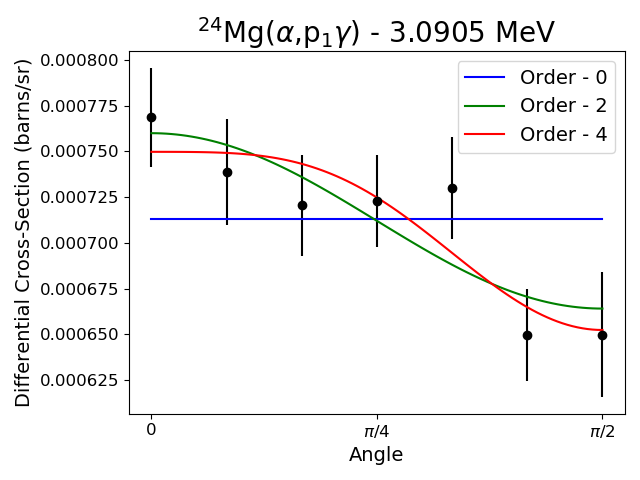 ²⁴Mg(α,p₁γ) - 3.0905 MeV
Differential Cross-Section (barns/sr)
0.000800
0.000775
0.000750
0.000725
0.000700
0.000675
0.000650
0.000625
Order - 0
Order - 2
Order - 4
0 π/4 π/2
Angle